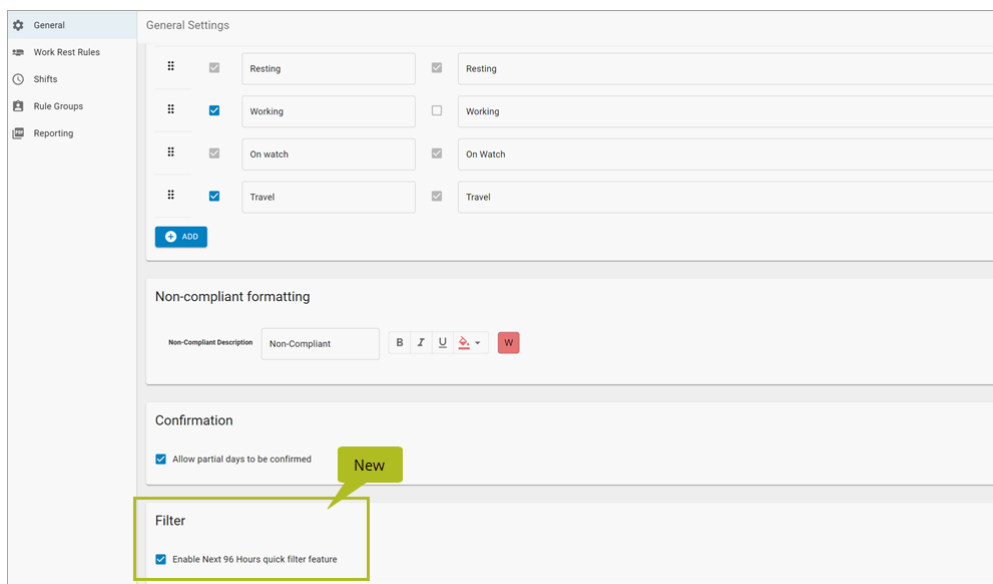 General
Work Rest Rules
Shifts
Rule Groups
Reporting
General Settings
Resting Resting
Working Working
On watch On Watch
Travel Travel
ADD
Non-compliant formatting
Non-Compliant Description Non-Compliant B I U W
Confirmation
Allow partial days to be confirmed
New
Filter
Enable Next 96 Hours quick filter feature